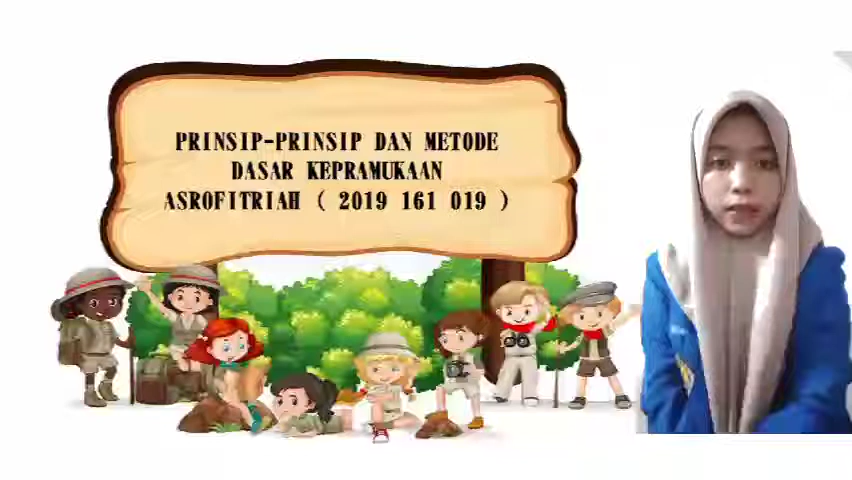 PRINSIP-PRINSIP DAN METODE
DASAR KEPRAMUKAAN
ASROFITRIAH ( 2019 161 019 )